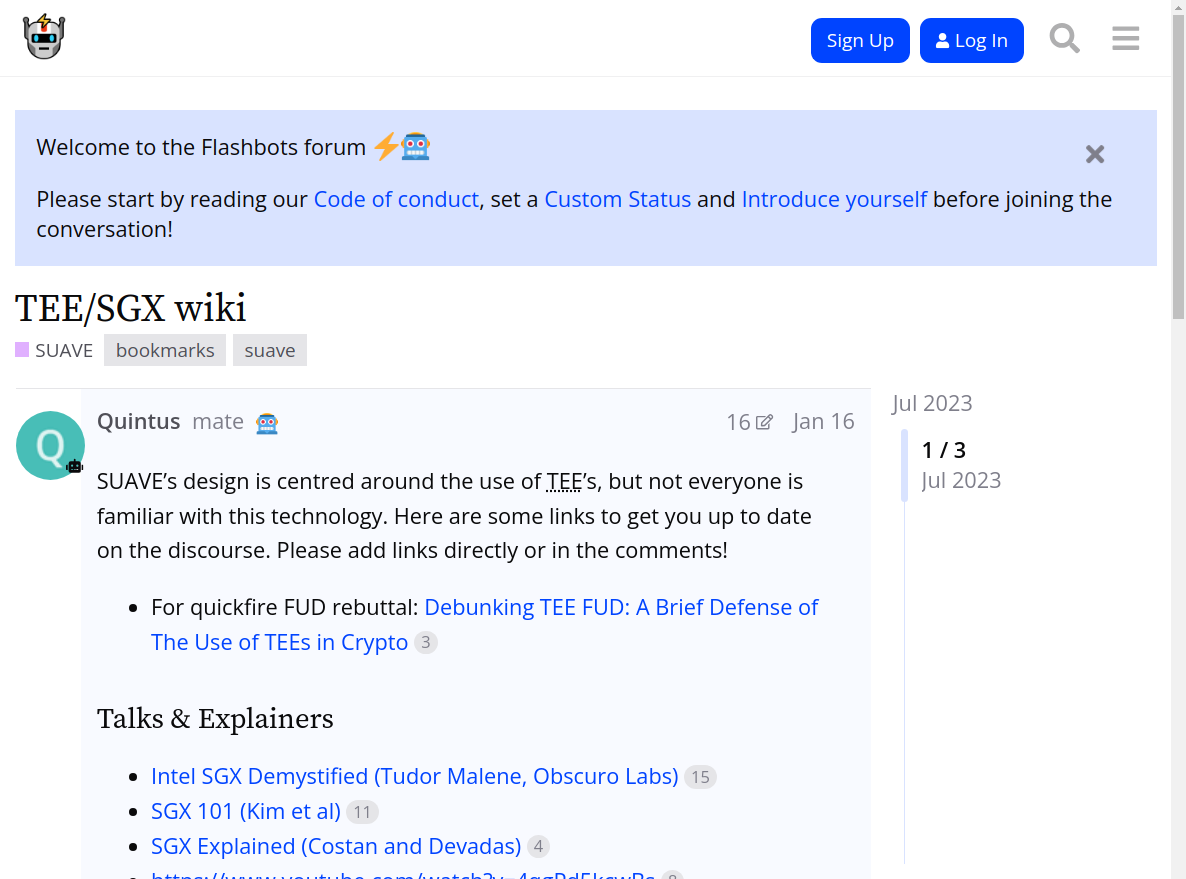 Sign Up
Log In
Welcome to the Flashbots forum
Please start by reading our Code of conduct, set a Custom Status and Introduce yourself before joining the
conversation!
TEE/SGX wiki
SUAVE bookmarks suave
Quintus mate 16 Jan 16
Q
SUAVE’s design is centred around the use of TEE’s, but not everyone is
familiar with this technology. Here are some links to get you up to date
on the discourse. Please add links directly or in the comments!
For quickfire FUD rebuttal: Debunking TEE FUD: A Brief Defense of
The Use of TEEs in Crypto 3
Talks & Explainers
Intel SGX Demystified (Tudor Malene, Obscuro Labs) 15
SGX 101 (Kim et al) 11
SGX Explained (Costan and Devadas) 4
Jul 2023
1 / 3
Jul 2023